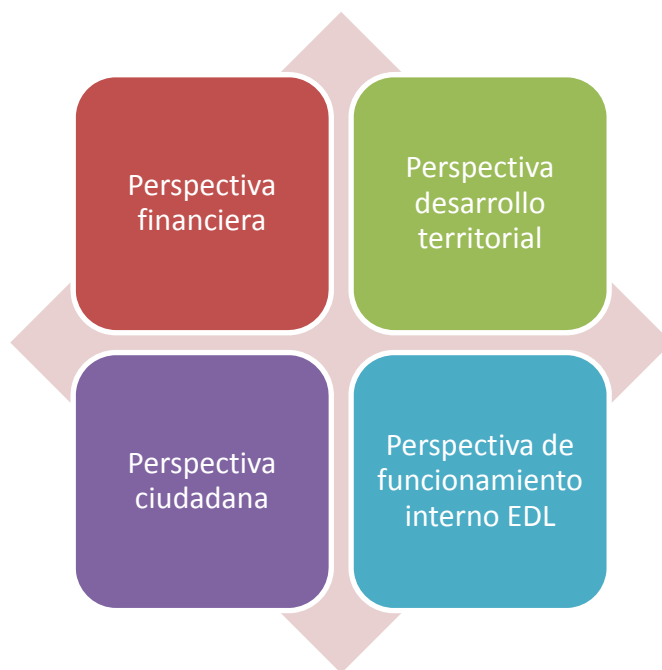 Perspectiva
financiera
Perspectiva
desarrollo
territorial
Perspectiva
ciudadana
Perspectiva de
funcionamiento
interno EDL